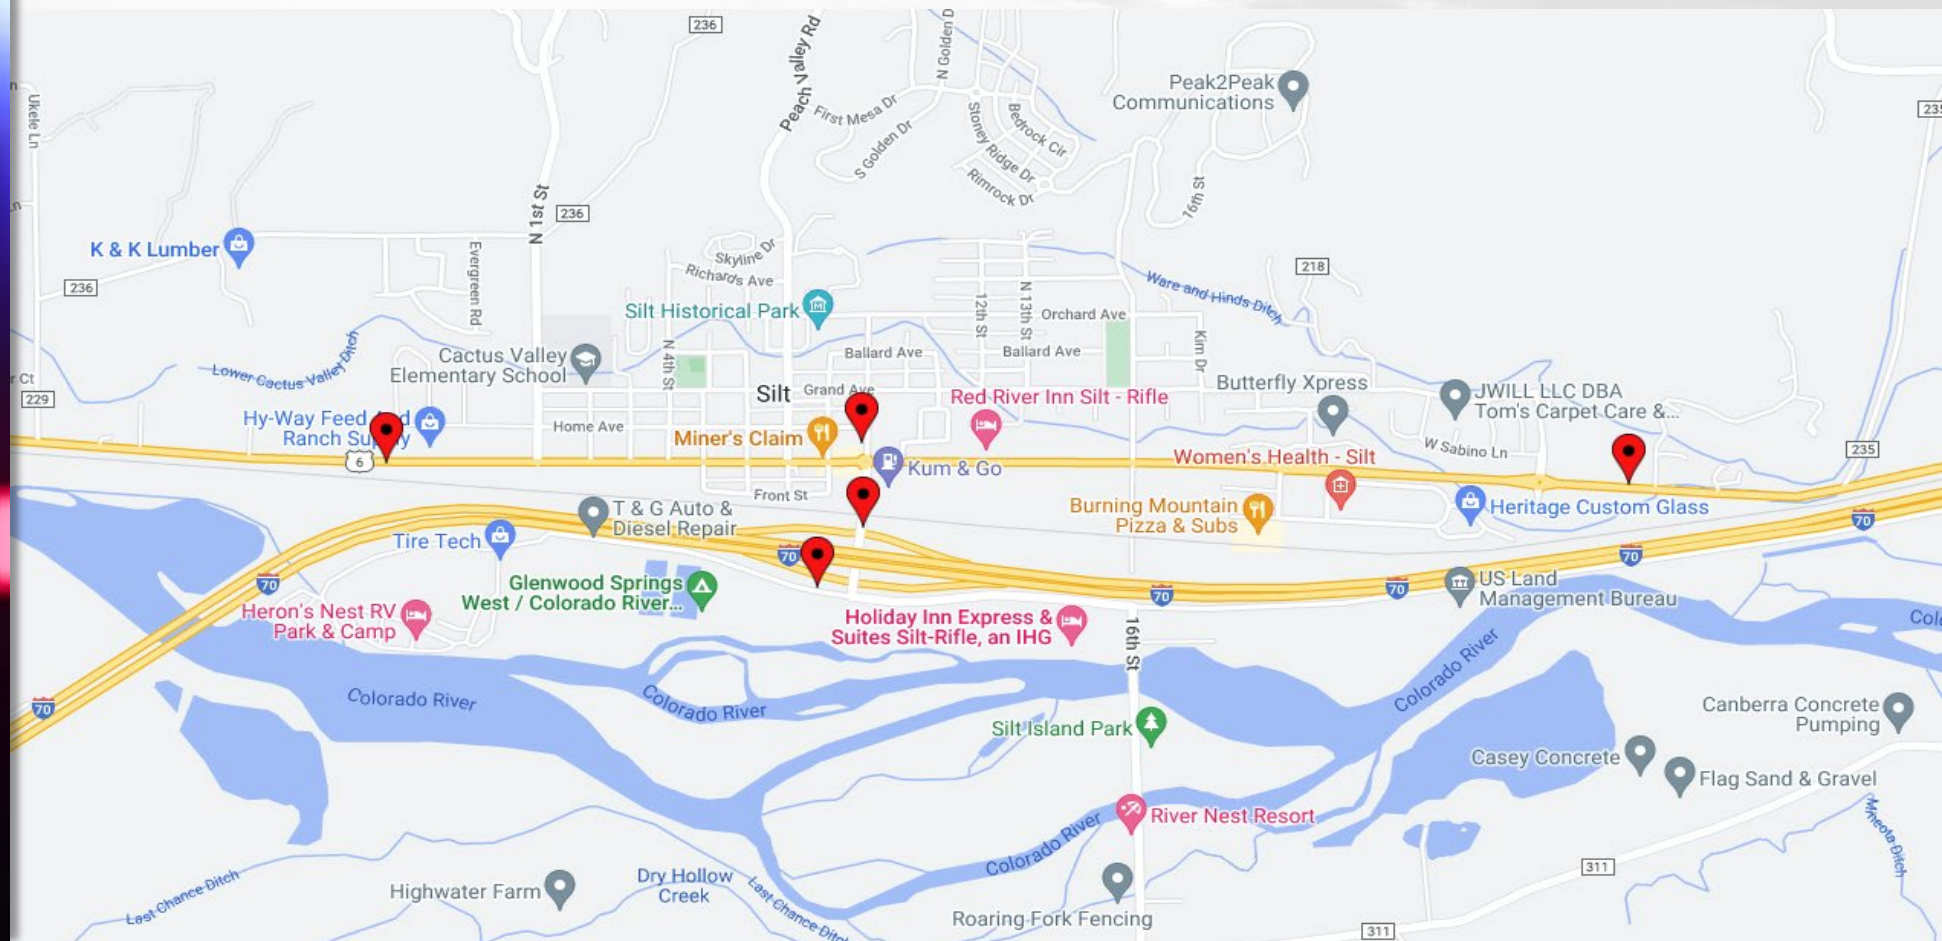 236
Peach Valley Rd
N Golden D
Peak2Peak
Communications
Ukele Ln
First Mesa Dr
S Golden Dr
Stoney Ridge Dr
Bedrock Cir
Rimrock Dr
16th St
235
N 1st St
236
K & K Lumber
236
Evergreen Rd
Skyline Dr
Richards Ave
218
Ware and Hinds Ditch
Silt Historical Park
12th St
N 13th St
Orchard Ave
Kim Dr
Lower Cactus Valley Ditch
Cactus Valley
Elementary School
N 4th St
Ballard Ave
Ballard Ave
r Ct
229
Silt
Grand Ave
Red River Inn Silt - Rifle
Butterfly Xpress
JWILL LLC DBA
Tom's Carpet Care &...
Hy-Way Feed And
Ranch Supply
Home Ave
Miner's Claim
W Sabino Ln
235
6
Kum & Go
Women's Health - Silt
Front St
T & G Auto &
Diesel Repair
Burning Mountain
Pizza & Subs
Heritage Custom Glass
70
Tire Tech
70
70
70
Glenwood Springs
West / Colorado River...
70
70
US Land
Management Bureau
Heron's Nest RV
Park & Camp
Holiday Inn Express &
Suites Silt-Rifle, an IHG
16th St
Colo
Colorado River
Colorado River
Colorado River
70
Silt Island Park
Canberra Concrete
Pumping
Casey Concrete
Flag Sand & Gravel
River Nest Resort
Colorado River
Mineota Ditch
311
Last Chance Ditch
Highwater Farm
Dry Hollow
Creek
Last Chance Ditch
Roaring Fork Fencing
311